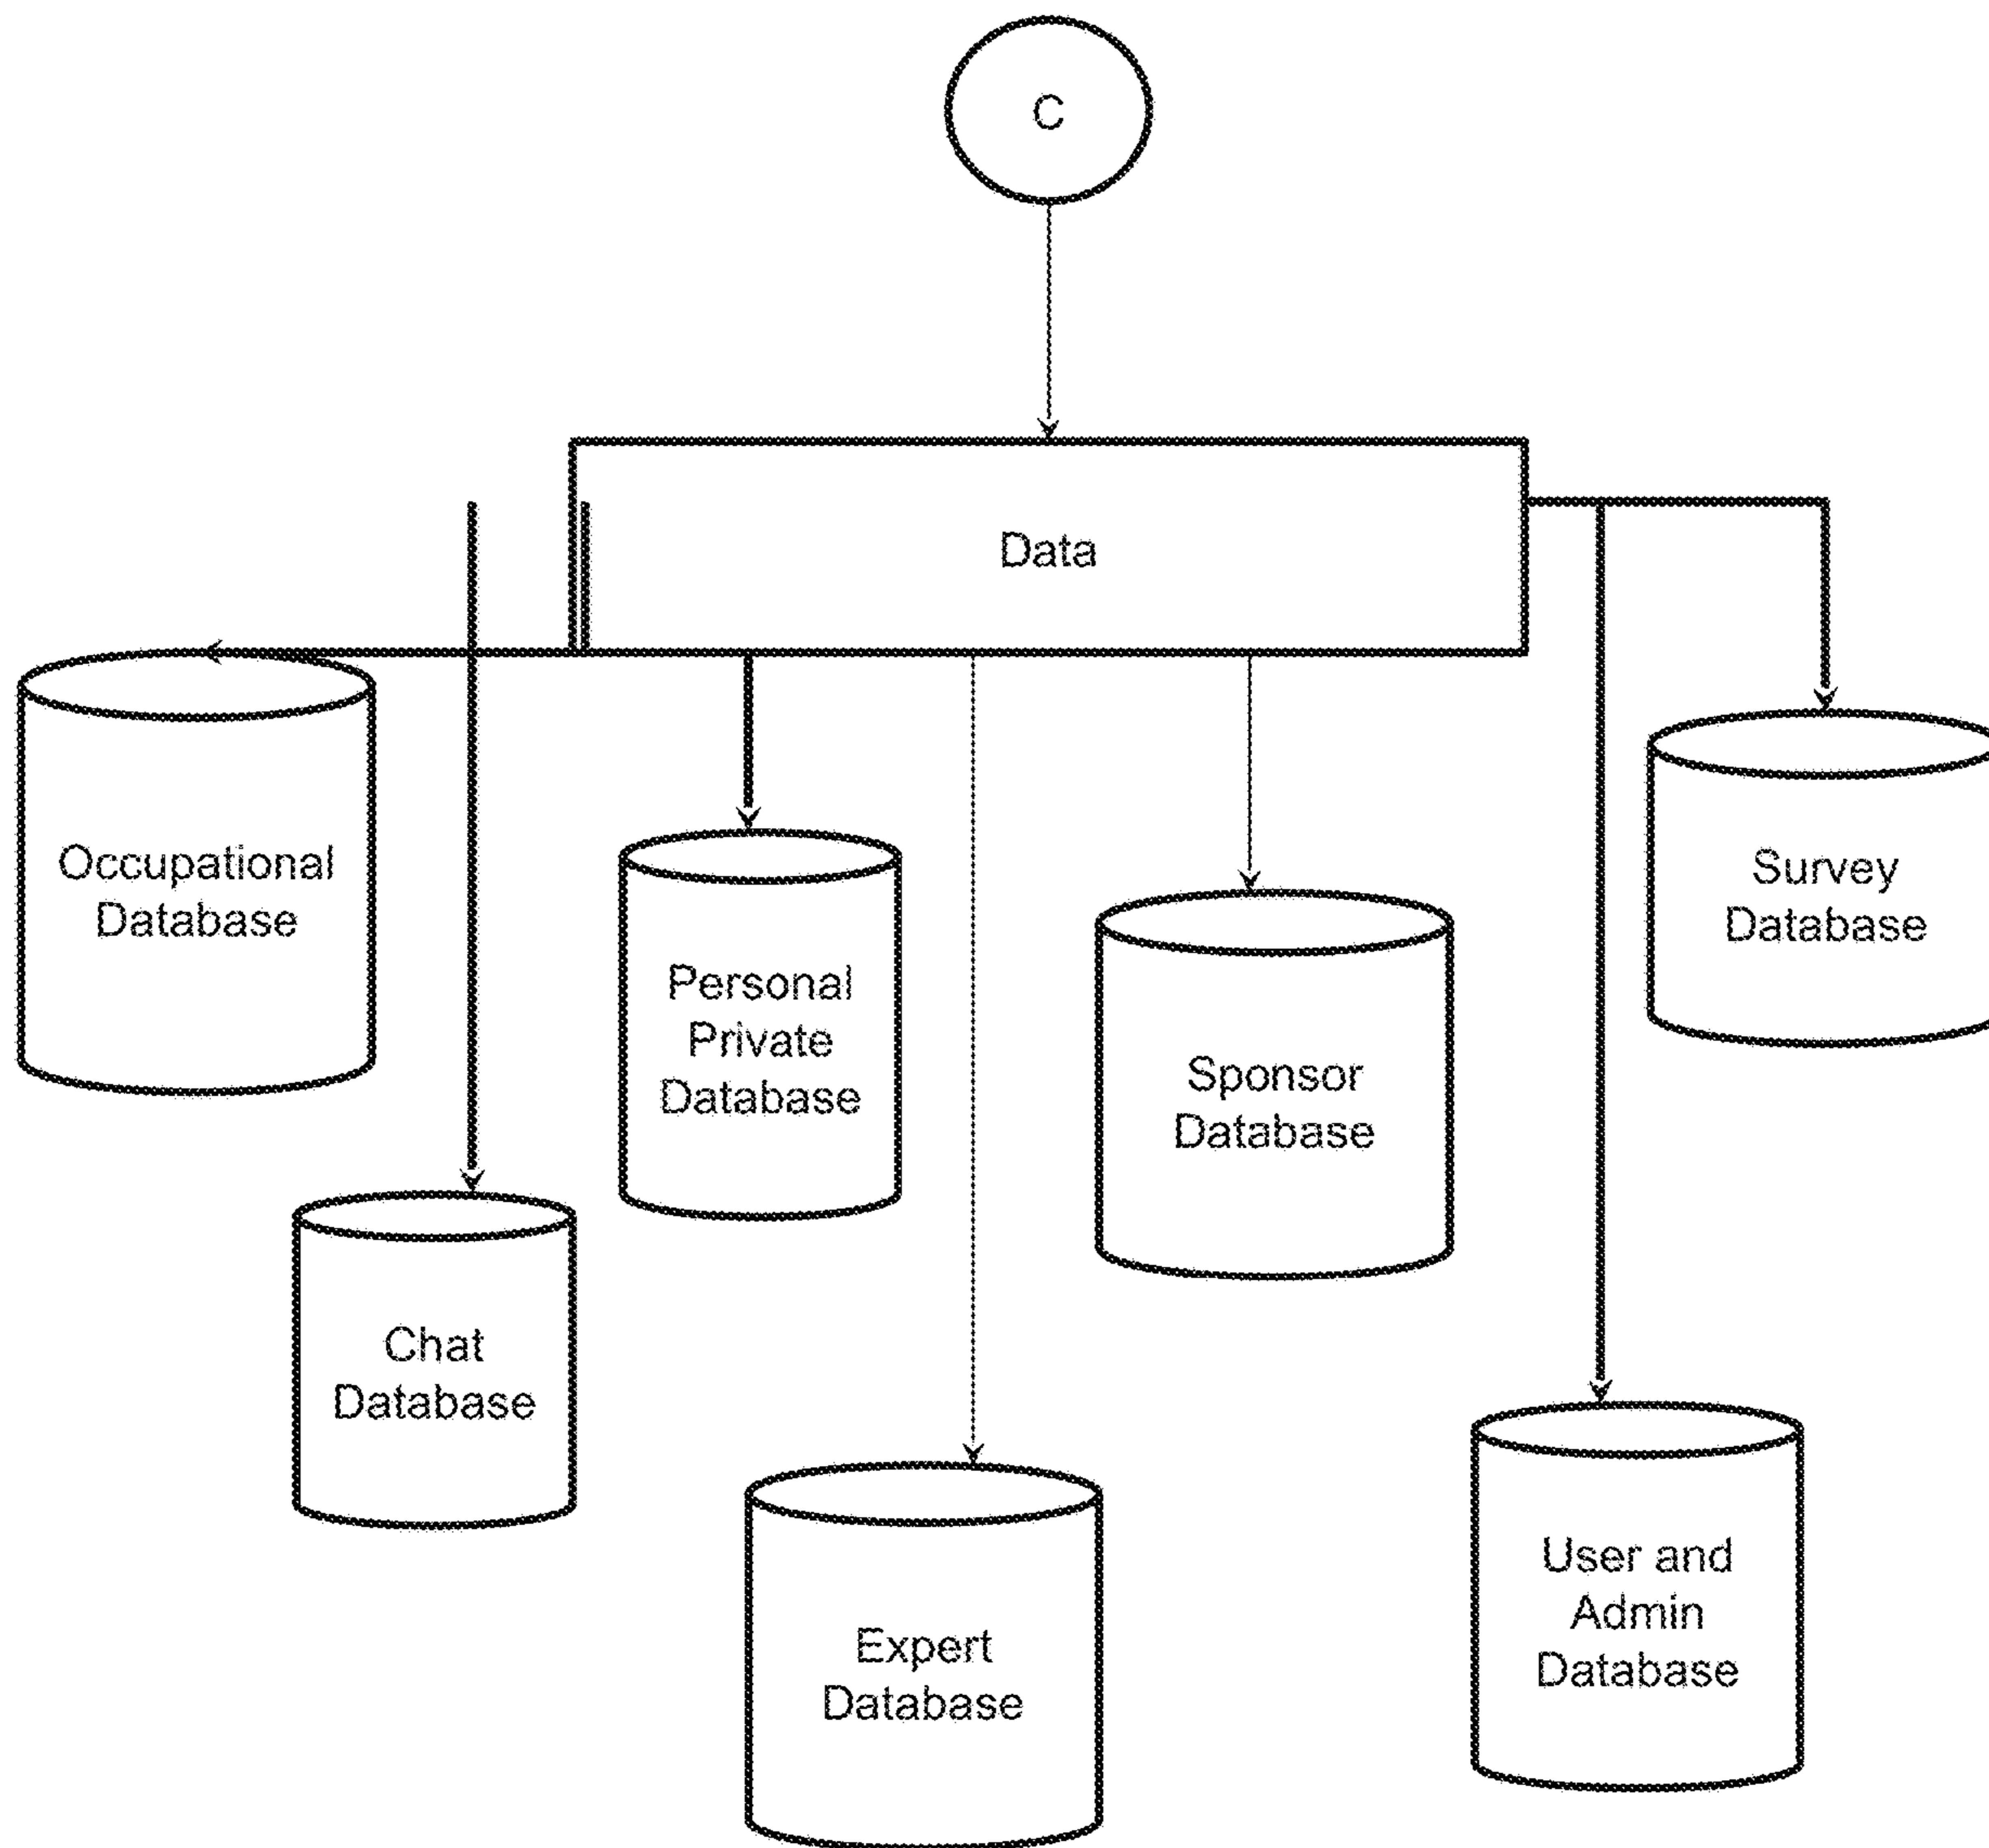 C
Data
Occupational
Database
Personal
Private
Database
Sponsor
Database
Survey
Database
Chat
Database
Expert
Database
User and
Admin
Database